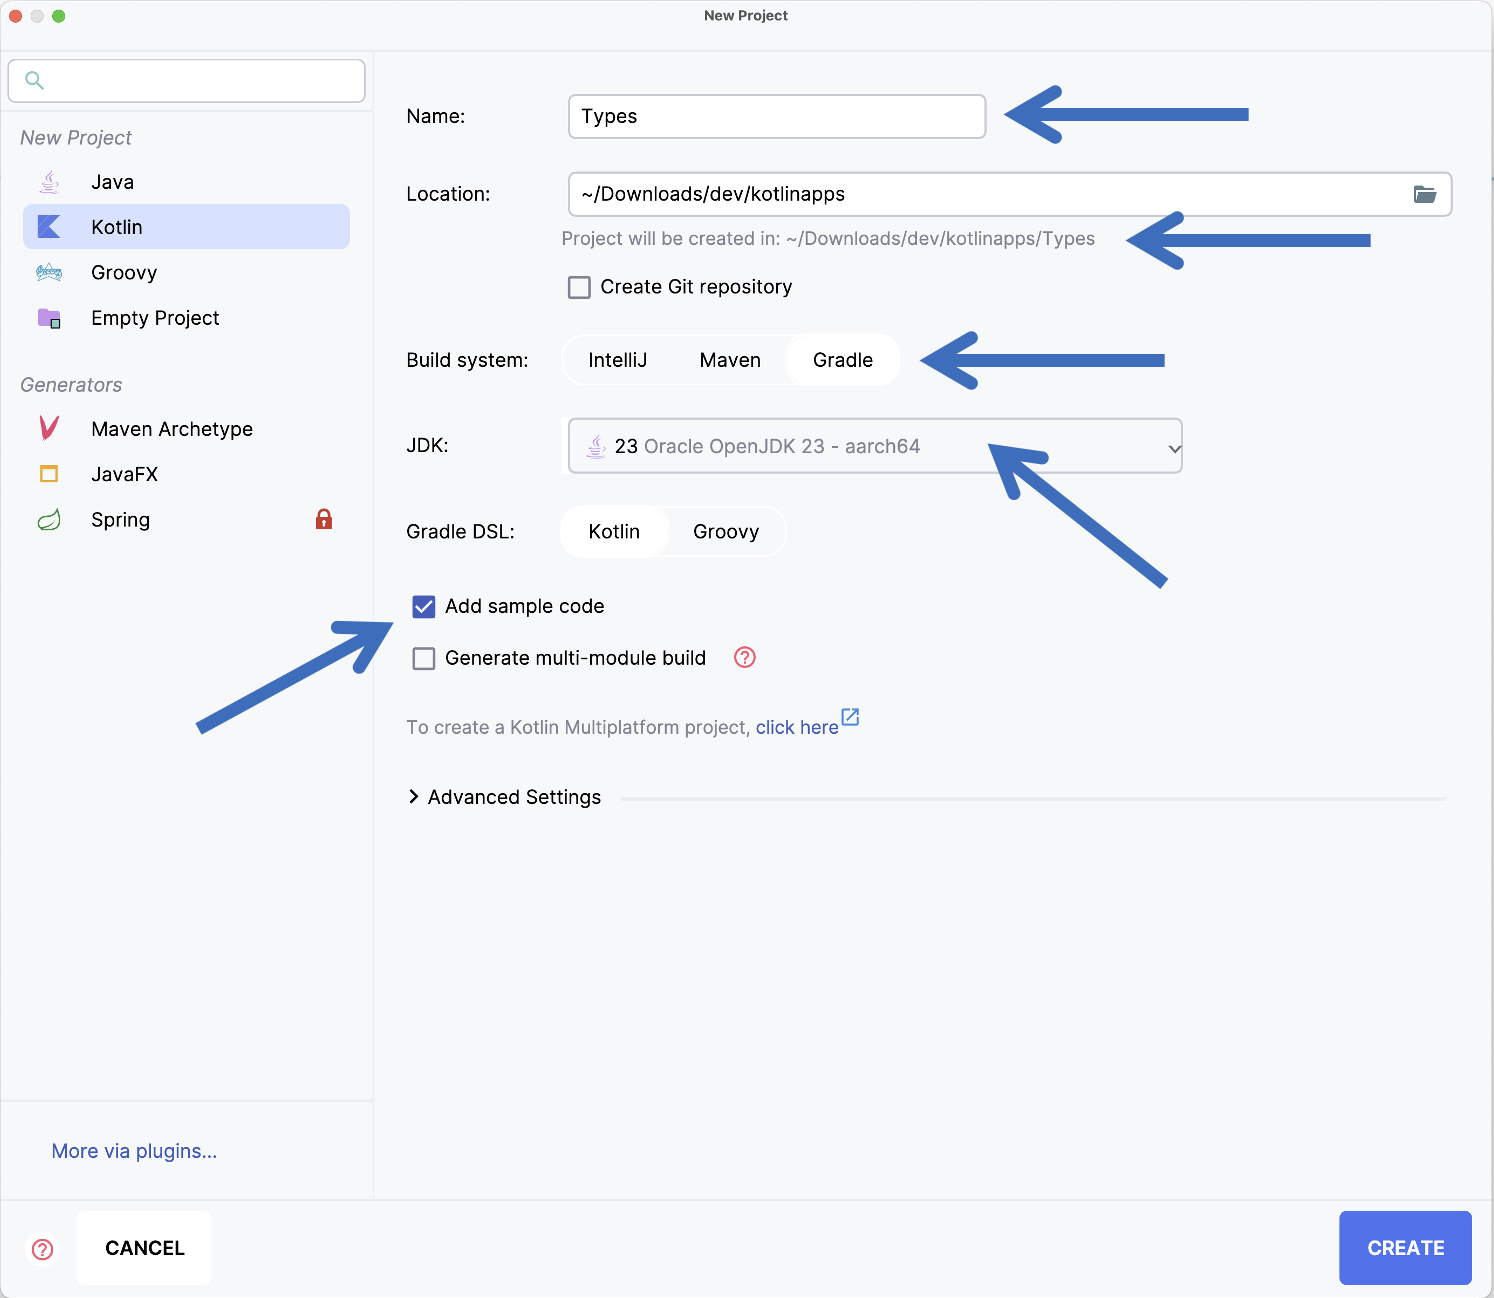 New Project
New Project
Java
Kotlin
Groovy
Empty Project
Generators
Maven Archetype
JavaFX
Spring
More via plugins...
Name: Types
Location: ~/Downloads/dev/kotlinapps
Project will be created in: ~/Downloads/dev/kotlinapps/Types
Create Git repository
Build system: IntelliJ Maven Gradle
JDK: 23 Oracle OpenJDK 23 - aarch64
Gradle DSL: Kotlin Groovy
Add sample code
Generate multi-module build ?
To create a Kotlin Multiplatform project, click here
Advanced Settings
? CANCEL CREATE